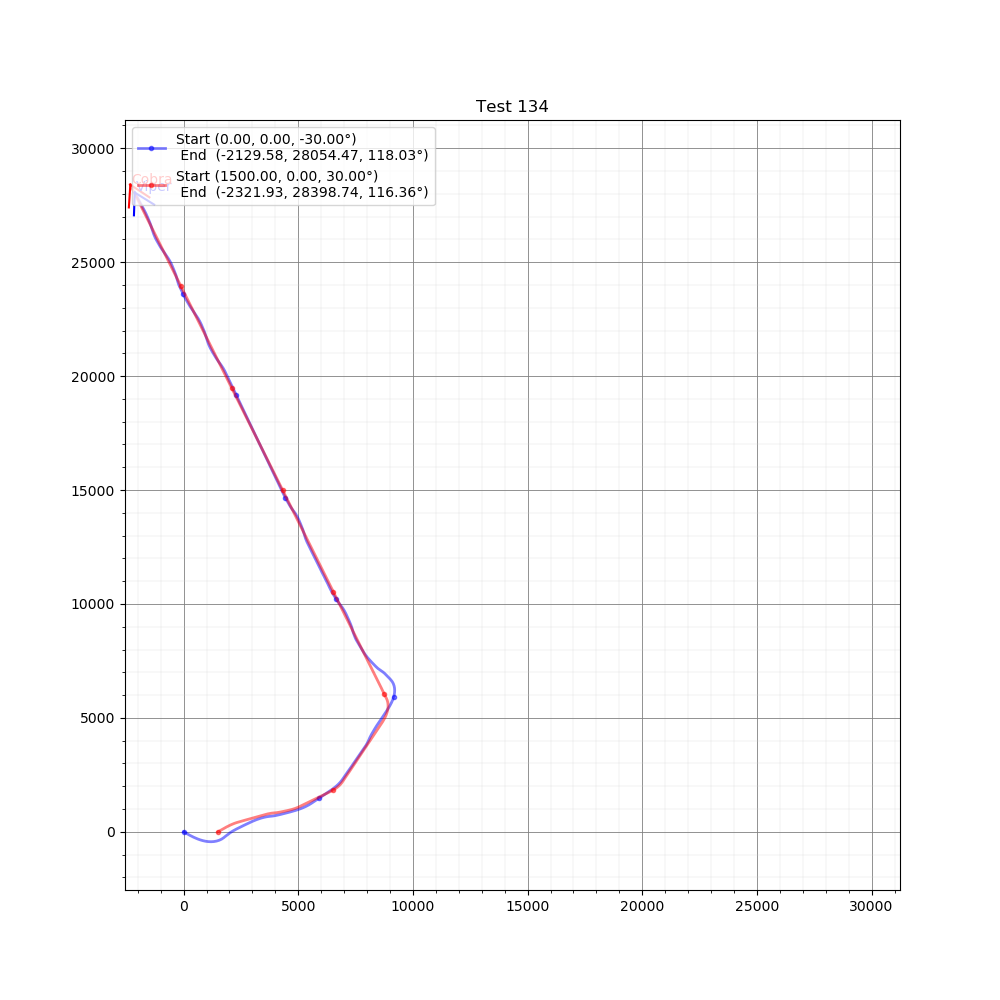 Test 134
Start (0.00, 0.00, -30.00°)
End  (-2129.58, 28054.47, 118.03°)
Start (1500.00, 0.00, 30.00°)
End  (-2321.93, 28398.74, 116.36°)
Cobra
Viper
30000
25000
20000
15000
10000
5000
0
0 5000 10000 15000 20000 25000 30000